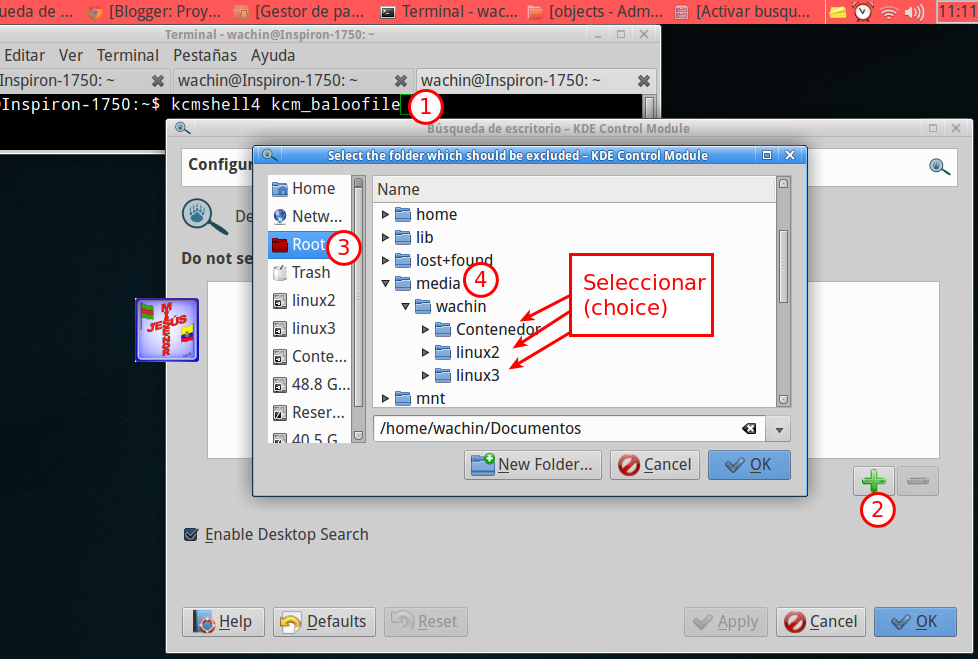 ueda de ...
[Blogger: Proy...
[Gestor de pa...
Terminal - wac...
[objects - Adm...
[Activar busqu...
11:11
Terminal - wachin@Inspiron-1750: ~
Editar Ver Terminal Pestañas Ayuda
Inspiron-1750: ~
wachin@Inspiron-1750: ~
wachin@Inspiron-1750: ~
@Inspiron-1750:~$ kcmshell4 kcm_baloofile
1
Búsqueda de escritorio – KDE Control Module
Configur
De
Do not se
Select the folder which should be excluded – KDE Control Module
Home
Netw...
Root
3
Trash
linux2
linux3
Conte...
48.8 G...
Reser...
40.5 G
Name
home
lib
lost+found
media
4
wachin
Contenedor
linux2
linux3
mnt
Seleccionar
(choice)
/home/wachin/Documentos
New Folder...
Cancel
OK
JESÚS
2
Enable Desktop Search
Help
Defaults
Reset
Apply
Cancel
OK